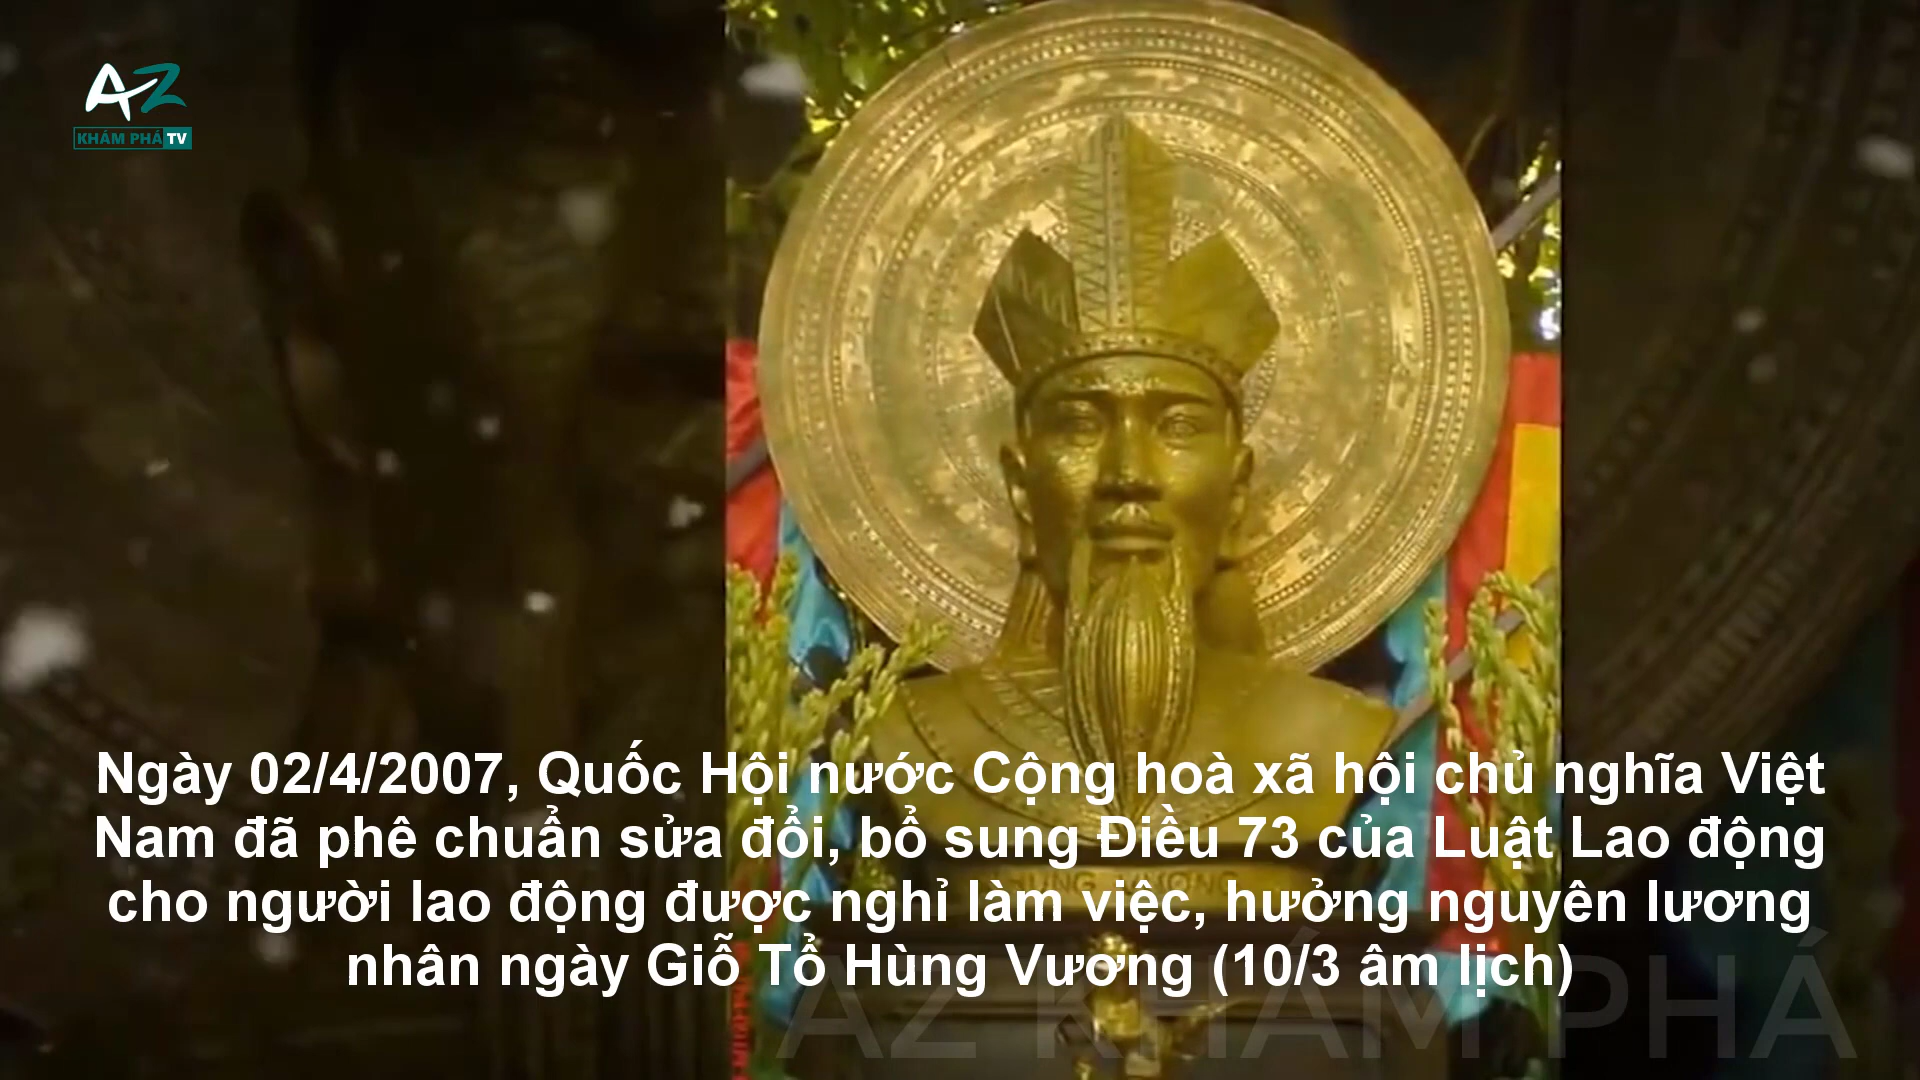 AZ
KHÁM PHÁ TV
Ngày 02/4/2007, Quốc Hội nước Cộng hoà xã hội chủ nghĩa Việt
Nam đã phê chuẩn sửa đổi, bổ sung Điều 73 của Luật Lao động
cho người lao động được nghỉ làm việc, hưởng nguyên lương
nhân ngày Giỗ Tổ Hùng Vương (10/3 âm lịch)
AZ KHÁM PHÁ